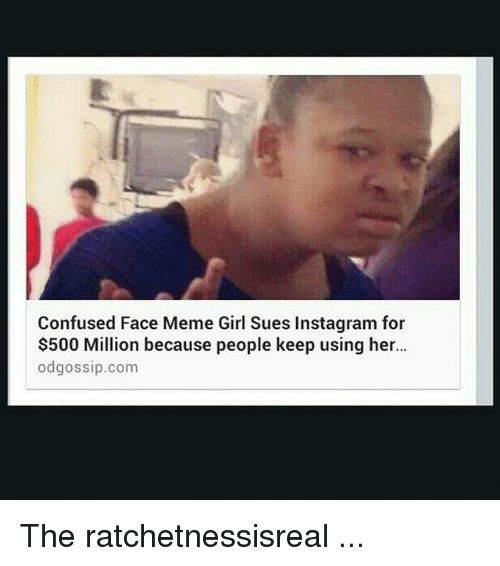 Confused Face Meme Girl Sues Instagram for
$500 Million because people keep using her...
odgossip.com
The ratchetnessisreal ...